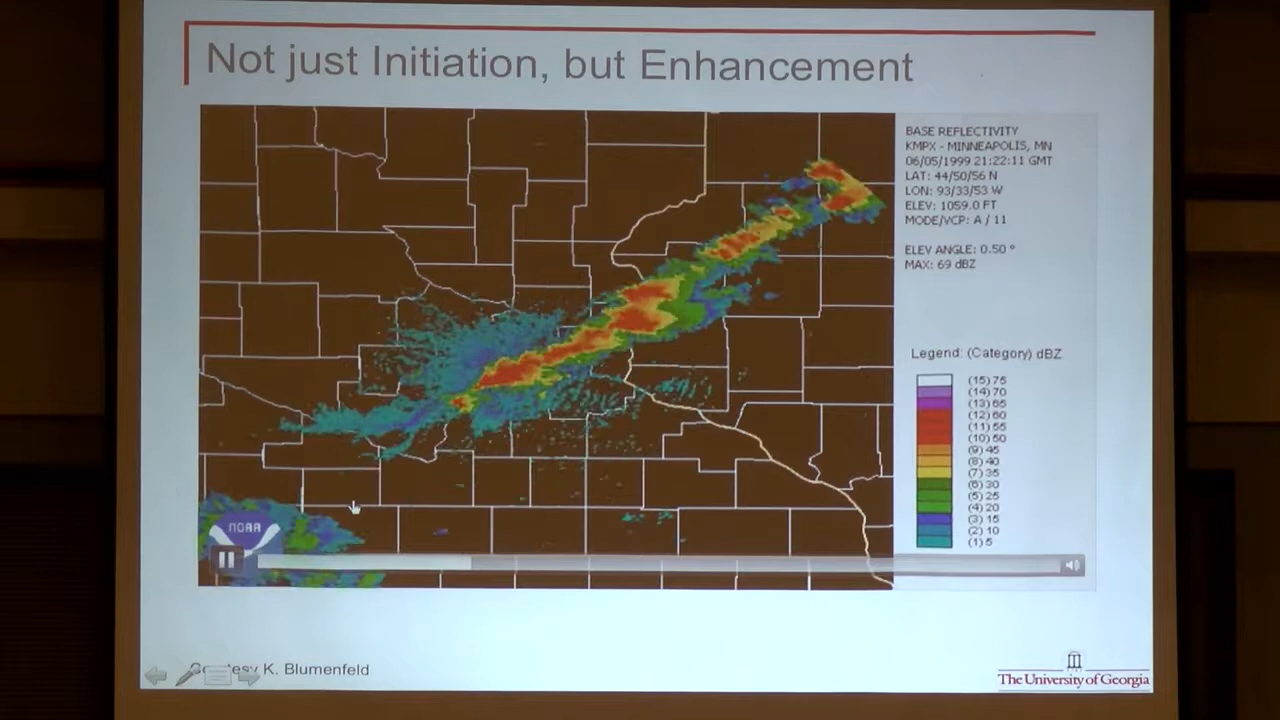 Not just Initiation, but Enhancement
BASE REFLECTIVITY
KMPX - MINNEAPOLIS, MN
06/05/1999 21:22:11 GMT
LAT: 44/50/56 N
LON: 93/33/53 W
ELEV: 1059.0 FT
MODE/VCP: A / 11
ELEV ANGLE: 0.50 °
MAX: 69 dBZ
Legend: (Category) dBZ
(15) 75
(14) 70
(13) 65
(12) 60
(11) 55
(10) 50
(9) 45
(8) 40
(7) 35
(6) 30
(5) 25
(4) 20
(3) 15
(2) 10
(1) 5
NOAA
Courtesy K. Blumenfeld
The University of Georgia